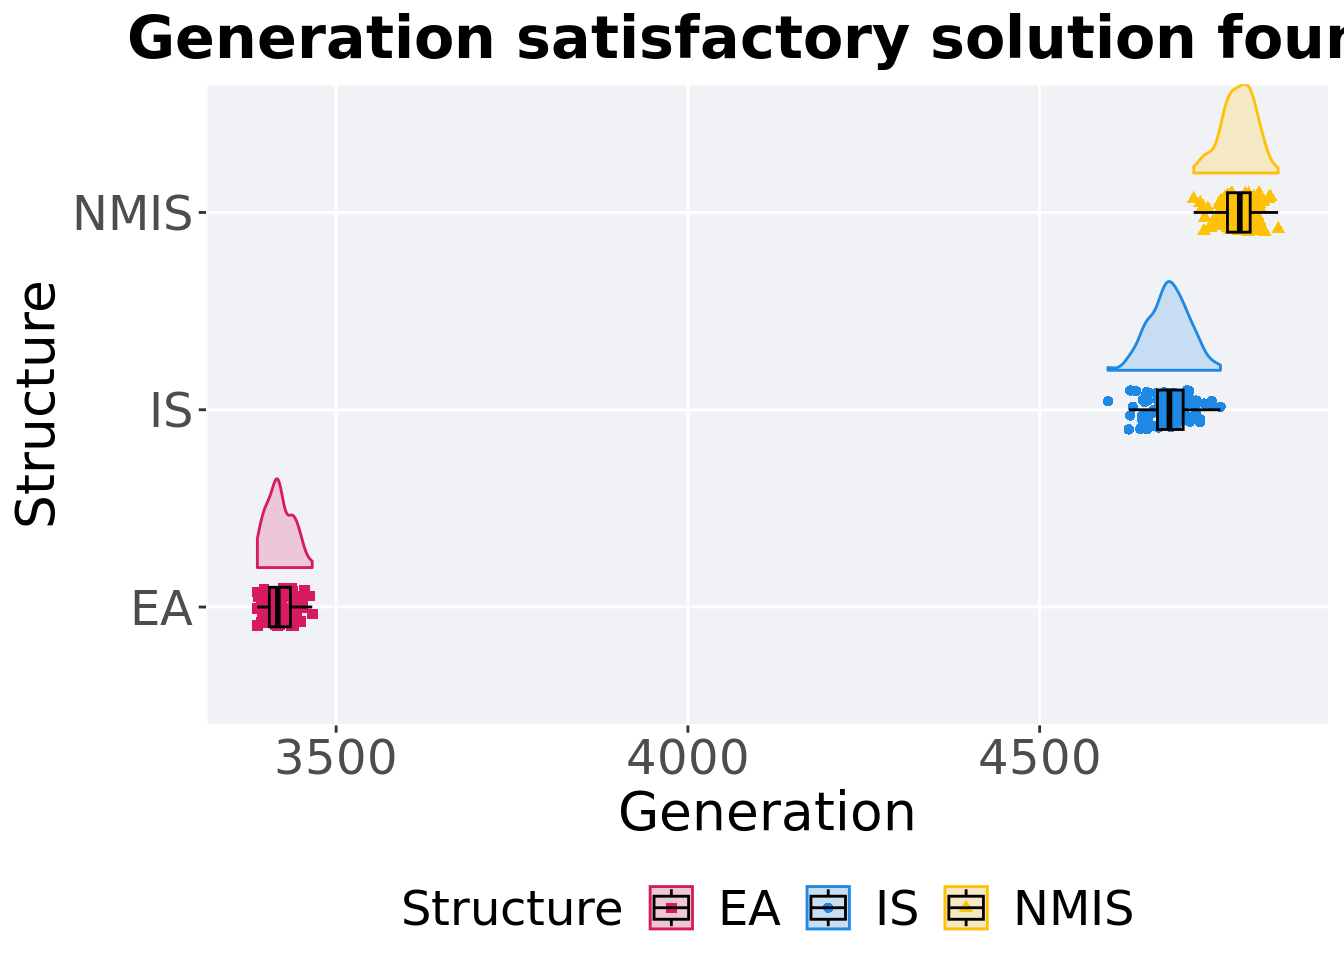 Generation satisfactory solution four
NMIS
IS
EA
Structure
3500 4000 4500
Generation
Structure EA IS NMIS